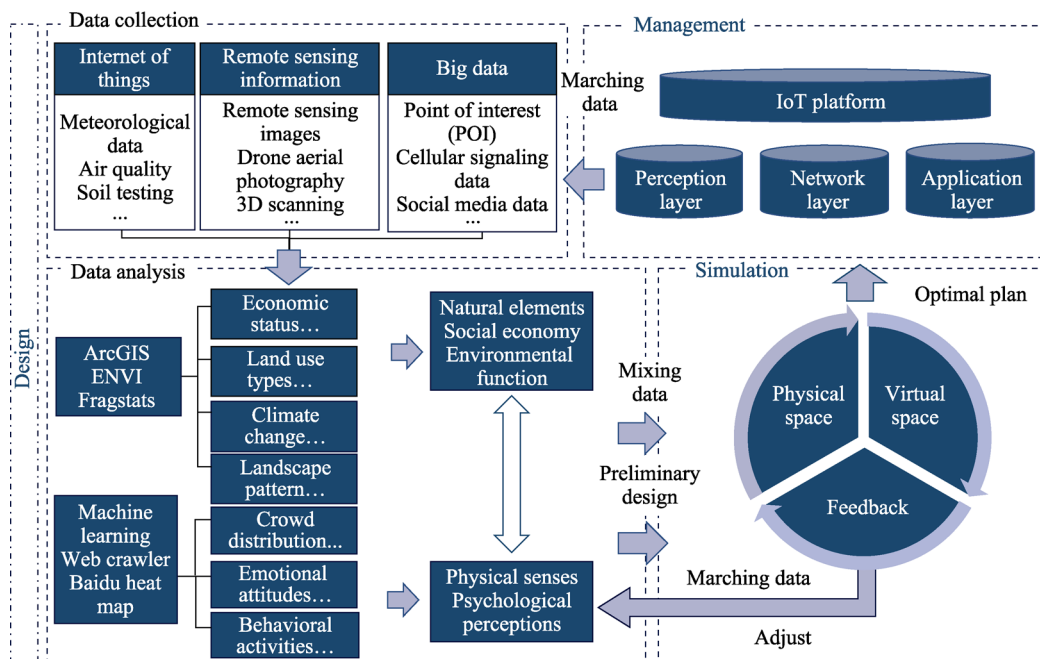 Data collection
Internet of
things
Meteorological
data
Air quality
Soil testing
...
Remote sensing
information
Remote sensing
images
Drone aerial
photography
3D scanning
...
Big data
Point of interest
(POI)
Cellular signaling
data
Social media data
...
Marching
data
Management
IoT platform
Perception
layer
Network
layer
Application
layer
Design
Data analysis
ArcGIS
ENVI
Fragstats
Economic
status…
Land use
types…
Climate
change…
Landscape
pattern…
Machine
learning
Web crawler
Baidu heat
map
Crowd
distribution...
Emotional
attitudes…
Behavioral
activities…
Natural elements
Social economy
Environmental
function
Physical senses
Psychological
perceptions
Mixing
data
Preliminary
design
Simulation
Optimal plan
Physical
space
Virtual
space
Feedback
Marching data
Adjust